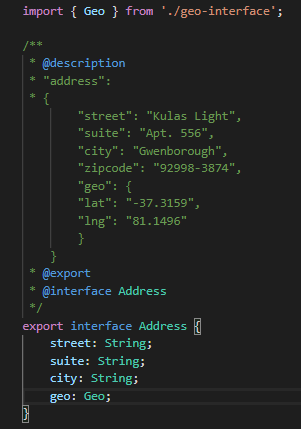 import { Geo } from './geo-interface';
/**
* @description
* "address":
* {
"street": "Kulas Light",
"suite": "Apt. 556",
"city": "Gwenborough",
"zipcode": "92998-3874",
"geo": {
"lat": "-37.3159",
"lng": "81.1496"
}
}
* @export
* @interface Address
*/
export interface Address {
street: String;
suite: String;
city: String;
geo: Geo;
}